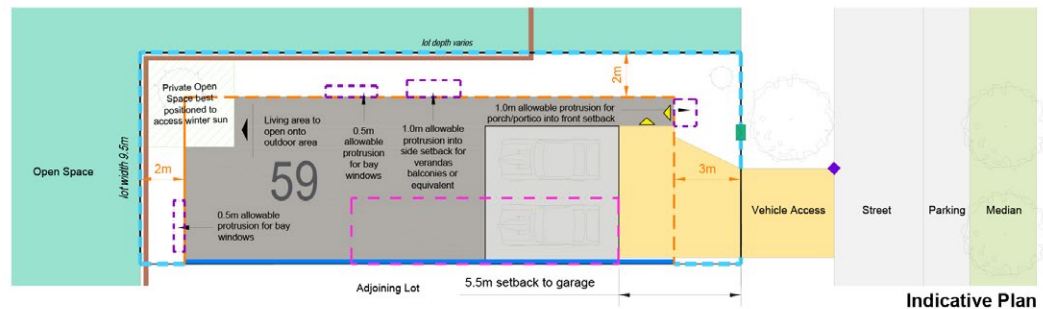 lot depth varies
Private Open
Space best
positioned to
access winter sun
2m
Living area to
open onto
outdoor area
0.5m
allowable
protrusion
for bay
windows
1.0m allowable
protrusion into
side setback for
verandas
balconies or
equivalent
1.0m allowable protrusion for
porch/portico into front setback
Open Space
lot width 9.5m
2m
59
3m
Vehicle Access
Street
Parking
Median
0.5m allowable
protrusion for bay
windows
Adjoining Lot
5.5m setback to garage
Indicative Plan